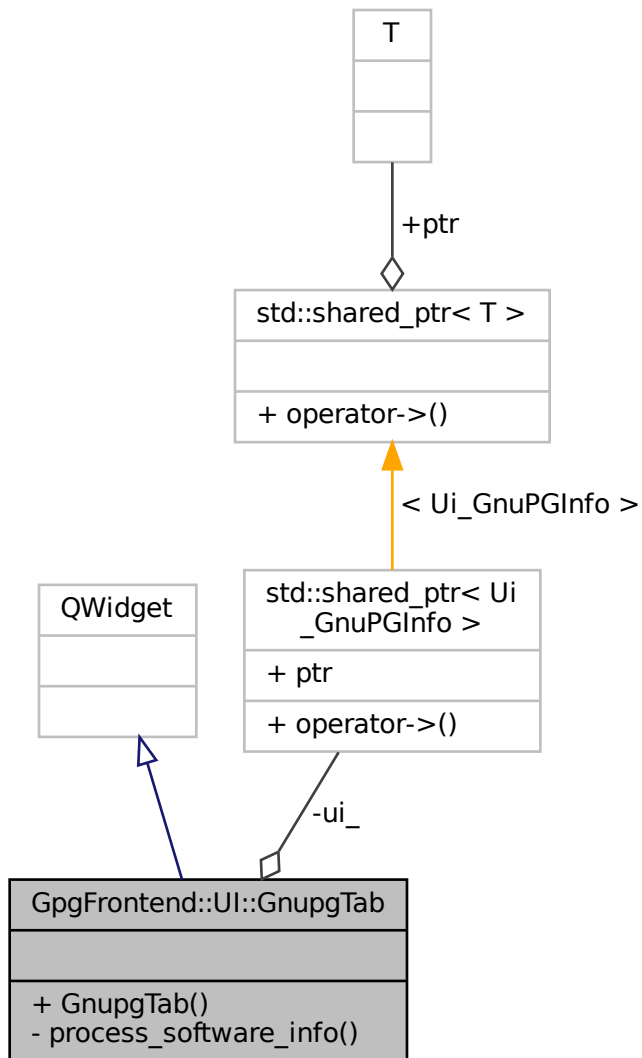 T
+ptr
std::shared_ptr< T >
+ operator->()
< Ui_GnuPGInfo >
QWidget
std::shared_ptr< Ui
_GnuPGInfo >
+ ptr
+ operator->()
-ui_
GpgFrontend::UI::GnupgTab
+ GnupgTab()
- process_software_info()